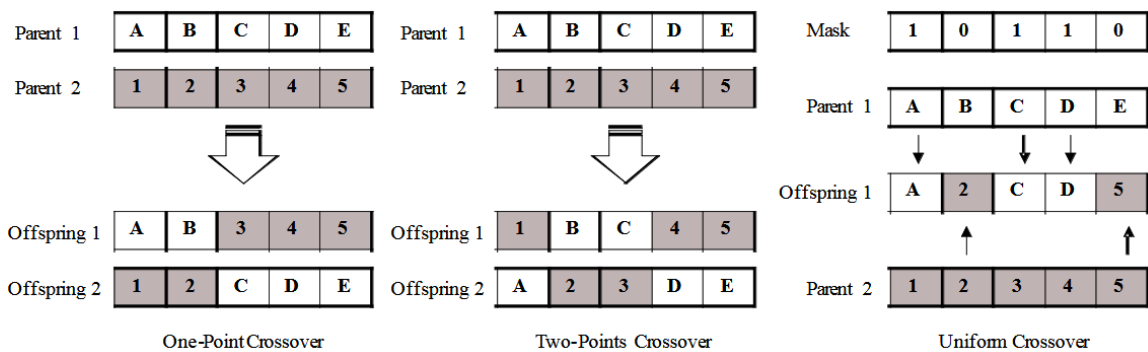 Parent 1 A B C D E
Parent 2 1 2 3 4 5
Offspring 1 A B 3 4 5
Offspring 2 1 2 C D E
One-Point Crossover
Parent 1 A B C D E
Parent 2 1 2 3 4 5
Offspring 1 1 B C 4 5
Offspring 2 A 2 3 D E
Two-Points Crossover
Mask 1 0 1 1 0
Parent 1 A B C D E
Offspring 1 A 2 C D 5
Parent 2 1 2 3 4 5
Uniform Crossover